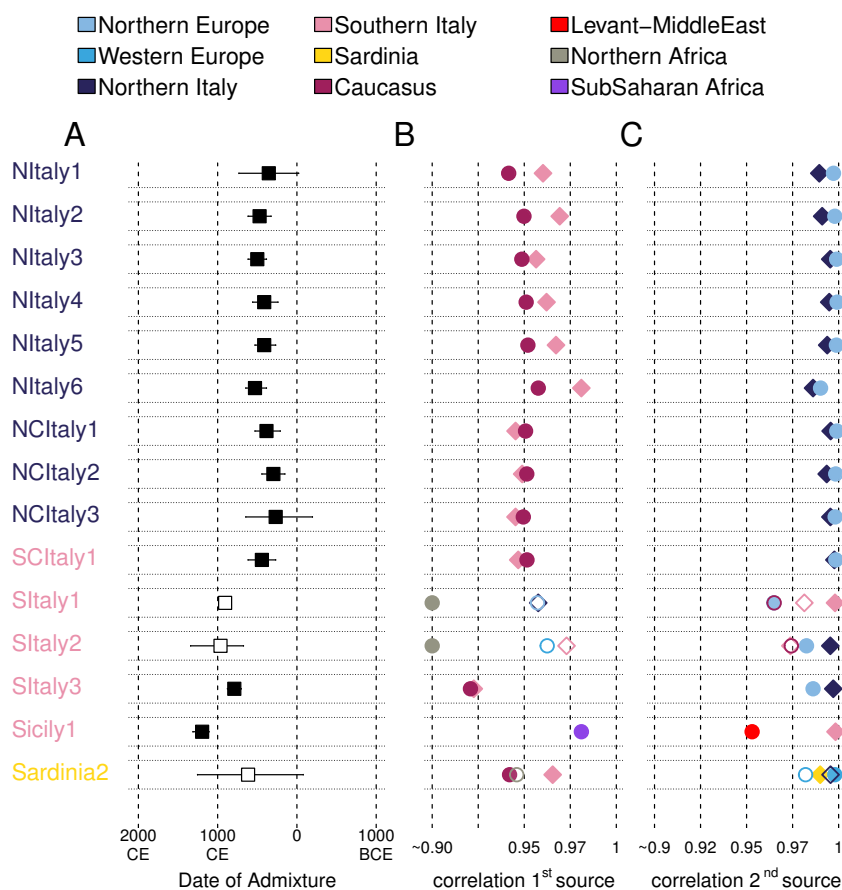 Northern Europe Southern Italy Levant−MiddleEast
Western Europe Sardinia Northern Africa
Northern Italy Caucasus SubSaharan Africa
A B C
NItaly1
NItaly2
NItaly3
NItaly4
NItaly5
NItaly6
NCItaly1
NCItaly2
NCItaly3
SCItaly1
SItaly1
SItaly2
SItaly3
Sicily1
Sardinia2
2000 1000 0 1000 ~0.90 0.95 0.97 1 ~0.9 0.92 0.95 0.97 1
CE CE BCE
Date of Admixture correlation 1st source correlation 2nd source